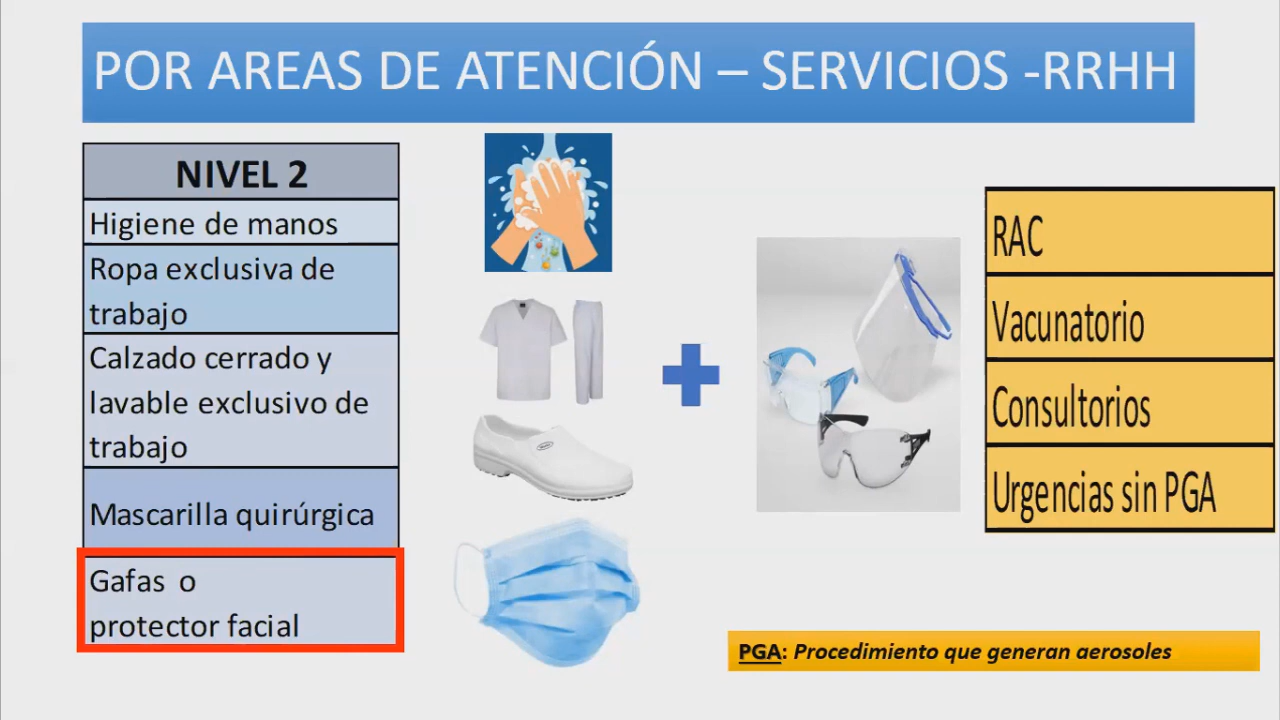 POR AREAS DE ATENCIÓN – SERVICIOS -RRHH
NIVEL 2
Higiene de manos
Ropa exclusiva de
trabajo
Calzado cerrado y
lavable exclusivo de
trabajo
Mascarilla quirúrgica
Gafas o
protector facial
RAC
Vacunatorio
Consultorios
Urgencias sin PGA
PGA: Procedimiento que generan aerosoles